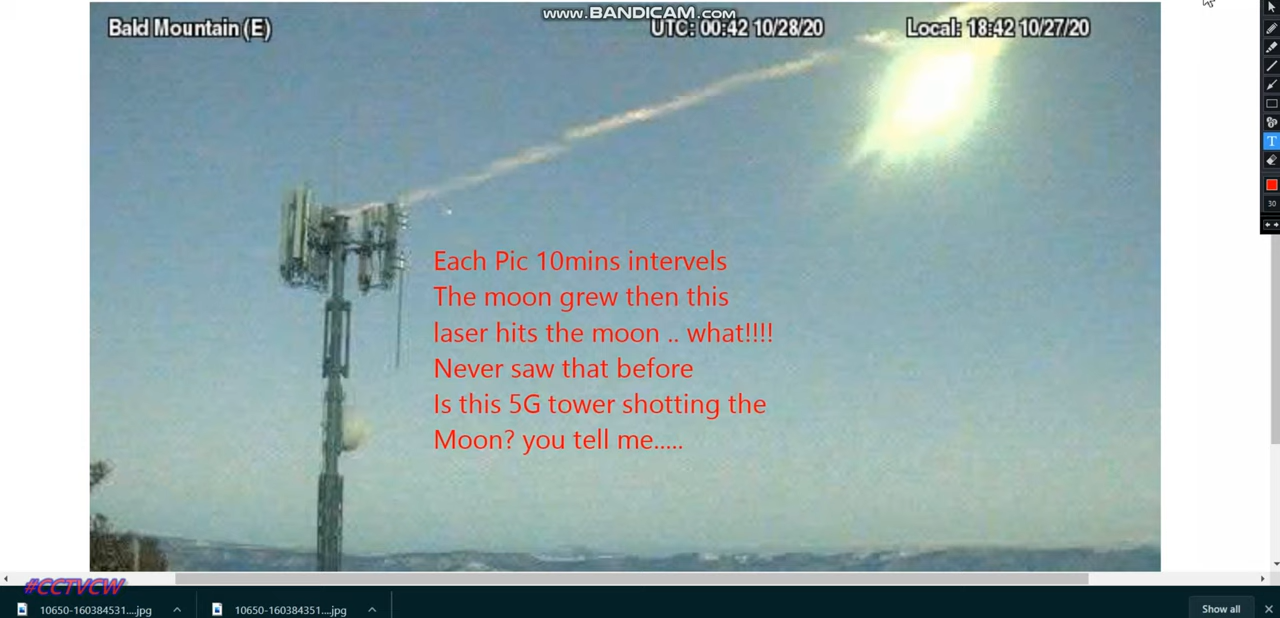 www.BANDICAM.com
Bald Mountain (E)
UTC: 00:42 10/28/20
Local: 18:42 10/27/20
Each Pic 10mins intervels
The moon grew then this
laser hits the moon .. what!!!!
Never saw that before
Is this 5G tower shotting the
Moon? you tell me.....
T
30
#CCTVCW
10650-160384531....jpg
10650-160384351....jpg
Show all